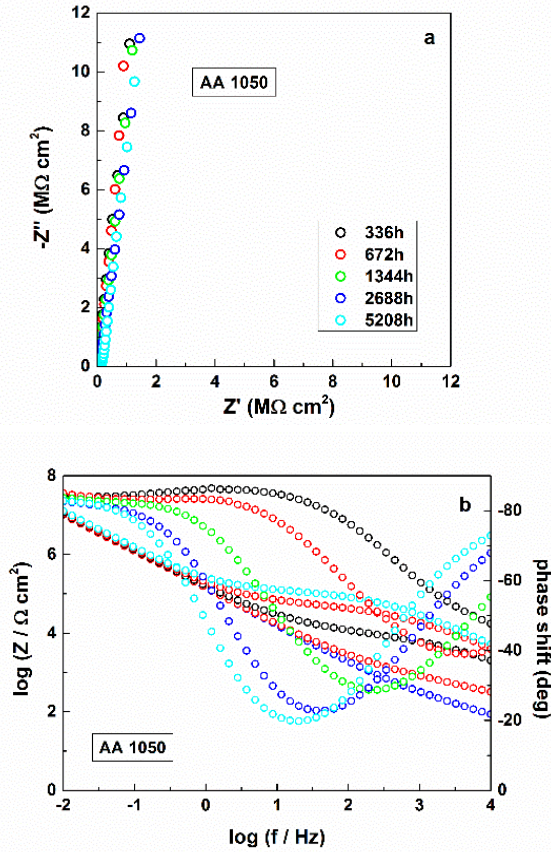 12
10
8
6
4
2
0
-Z" (MΩ cm²)
a
AA 1050
336h
672h
1344h
2688h
5208h
0 2 4 6 8 10 12
Z' (MΩ cm²)
8
6
4
2
0
log (Z / Ω cm²)
b
-80
-60
-40
-20
-0
phase shift (deg)
AA 1050
-2 -1 0 1 2 3 4
log (f / Hz)